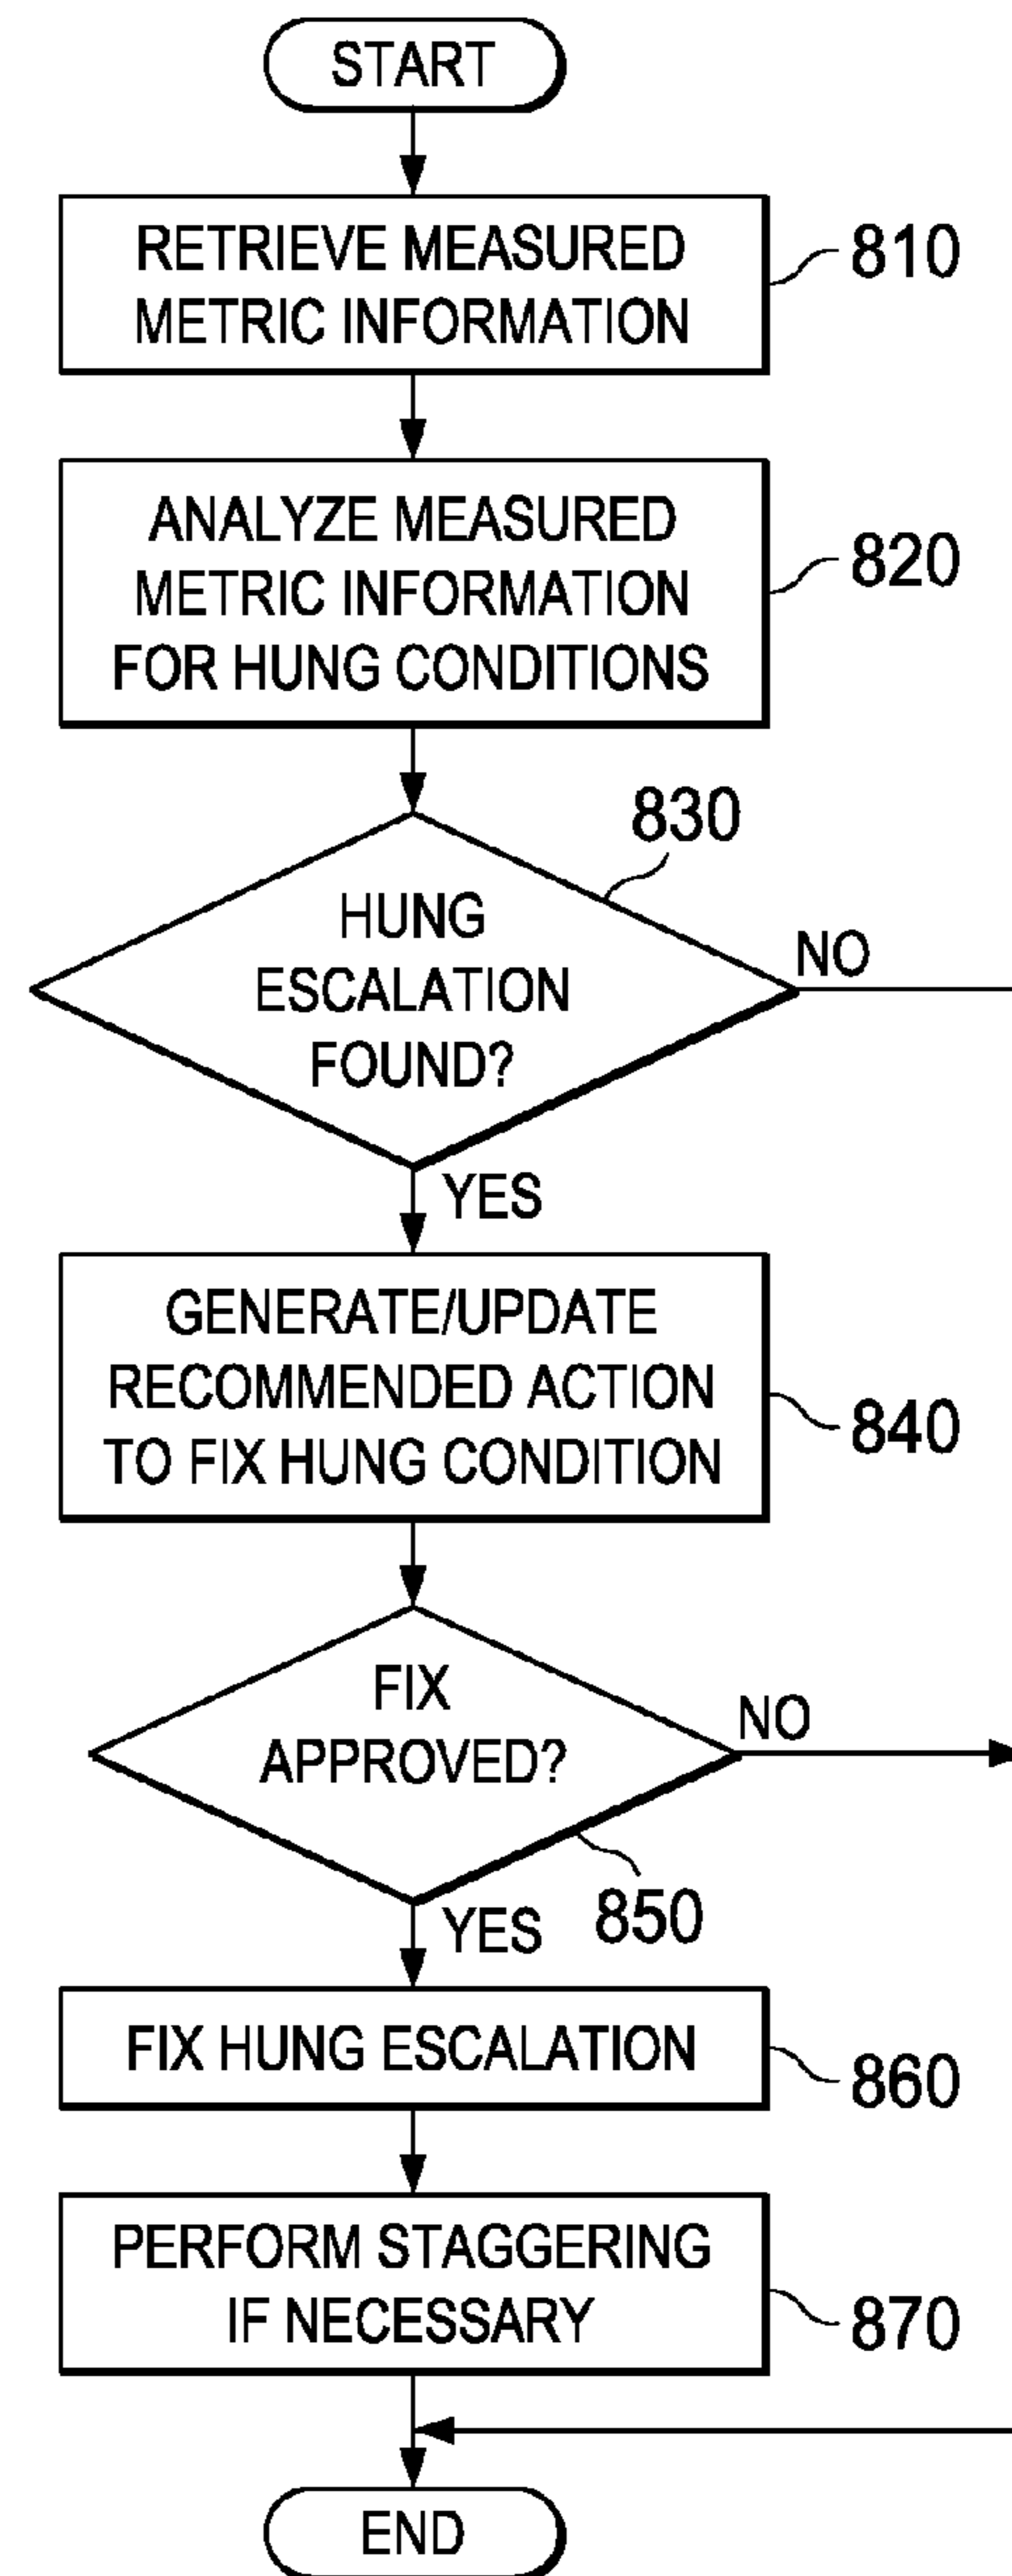 START
RETRIEVE MEASURED
METRIC INFORMATION
810
ANALYZE MEASURED
METRIC INFORMATION
FOR HUNG CONDITIONS
820
830
HUNG
ESCALATION
FOUND?
NO
YES
GENERATE/UPDATE
RECOMMENDED ACTION
TO FIX HUNG CONDITION
840
FIX
APPROVED?
NO
850
YES
FIX HUNG ESCALATION
860
PERFORM STAGGERING
IF NECESSARY
870
END